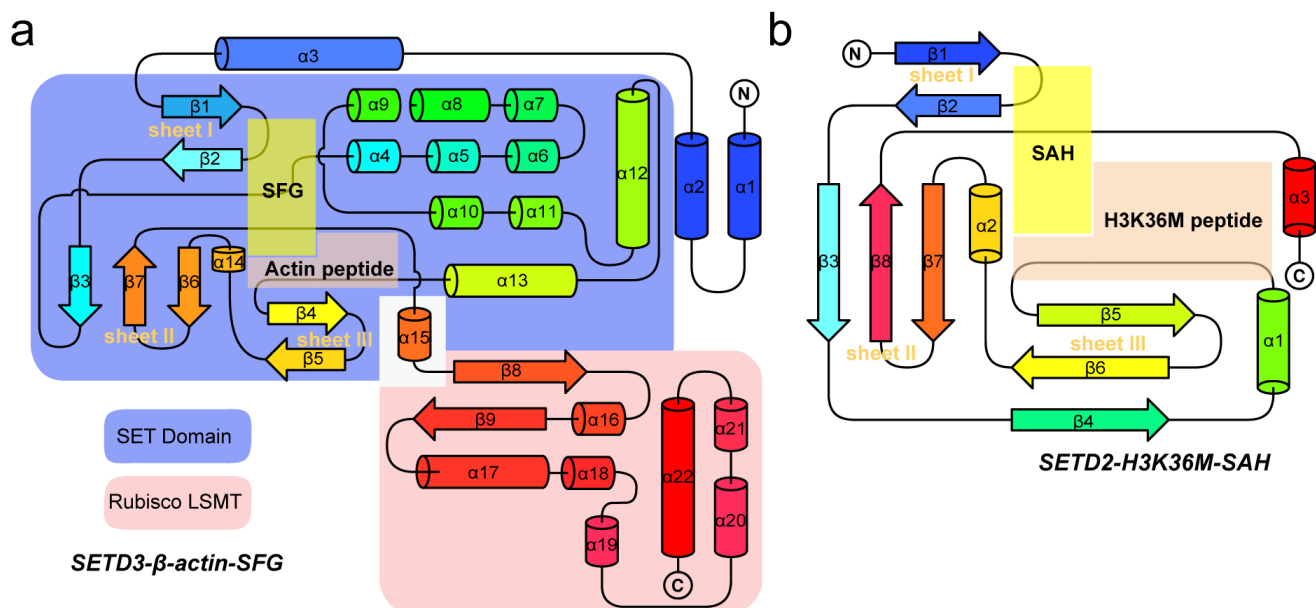 a
α3
β1
sheet I
β2
SFG
α9
α8
α7
α4
α5
α6
α10
α11
α12
α2
α1
N
β3
β7
β6
α14
Actin peptide
α13
sheet II
β4
sheet III
β5
α15
β8
β9
α16
α17
α18
α19
α22
α21
α20
C
SET Domain
Rubisco LSMT
SETD3-β-actin-SFG
b
N
β1
sheet I
β2
SAH
H3K36M peptide
α3
C
β3
β8
β7
α2
sheet II
β5
sheet III
β6
α1
β4
SETD2-H3K36M-SAH